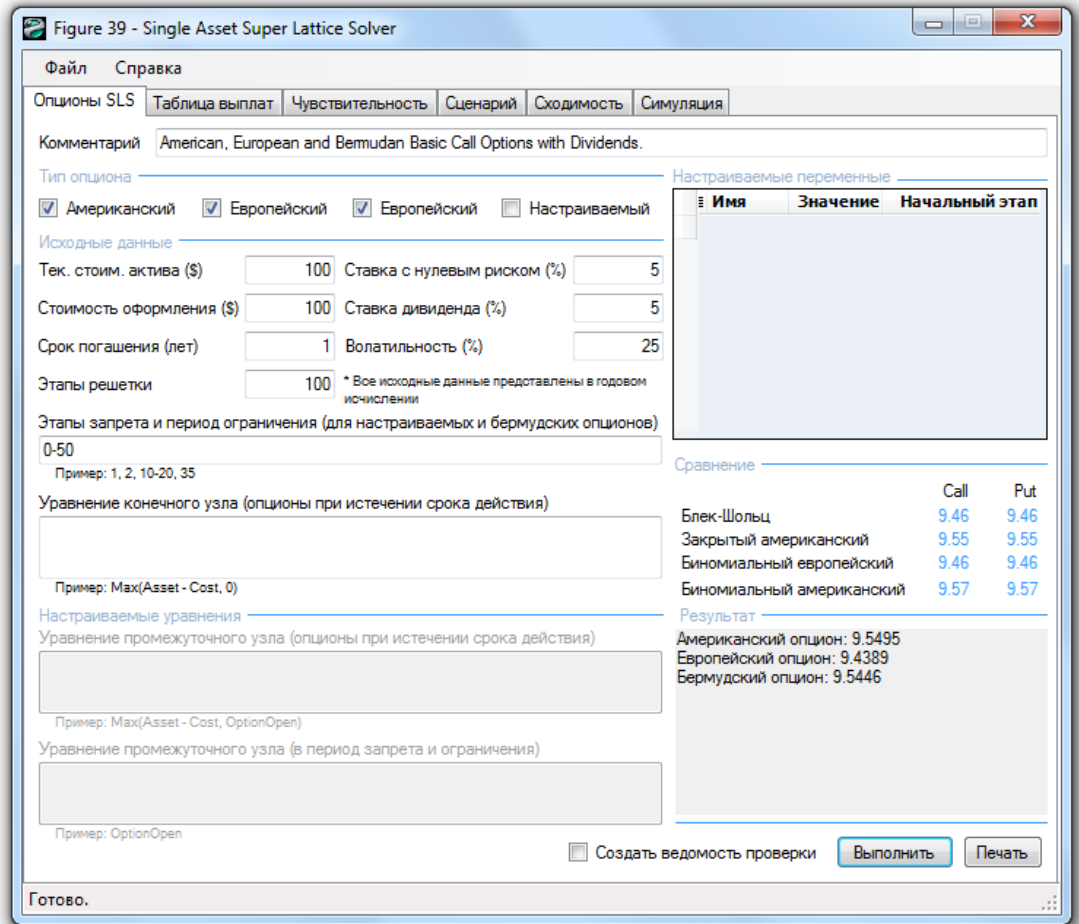 Figure 39 - Single Asset Super Lattice Solver
Файл Справка
Опционы SLS Таблица выплат Чувствительность Сценарий Сходимость Симуляция
Комментарий American, European and Bermudan Basic Call Options with Dividends.
Тип опциона
Американский Европейский Европейский Настраиваемый
Исходные данные
Тек. стоим. актива ($) 100 Ставка с нулевым риском (%) 5
Стоимость оформления ($) 100 Ставка дивиденда (%) 5
Срок погашения (лет) 1 Волатильность (%) 25
Этапы решетки 100 * Все исходные данные представлены в годовом
исчислении
Этапы запрета и период ограничения (для настраиваемых и бермудских опционов)
0-50
Пример: 1, 2, 10-20, 35
Уравнение конечного узла (опционы при истечении срока действия)
Пример: Max(Asset - Cost, 0)
Настраиваемые уравнения
Уравнение промежуточного узла (опционы при истечении срока действия)
Пример: Max(Asset - Cost, OptionOpen)
Уравнение промежуточного узла (в период запрета и ограничения)
Пример: OptionOpen
Настраиваемые переменные
Имя Значение Начальный этап
Сравнение
Call Put
Блек-Шольц 9.46 9.46
Закрытый американский 9.55 9.55
Биномиальный европейский 9.46 9.46
Биномиальный американский 9.57 9.57
Результат
Американский опцион: 9.5495
Европейский опцион: 9.4389
Бермудский опцион: 9.5446
Создать ведомость проверки Выполнить Печать
Готово.